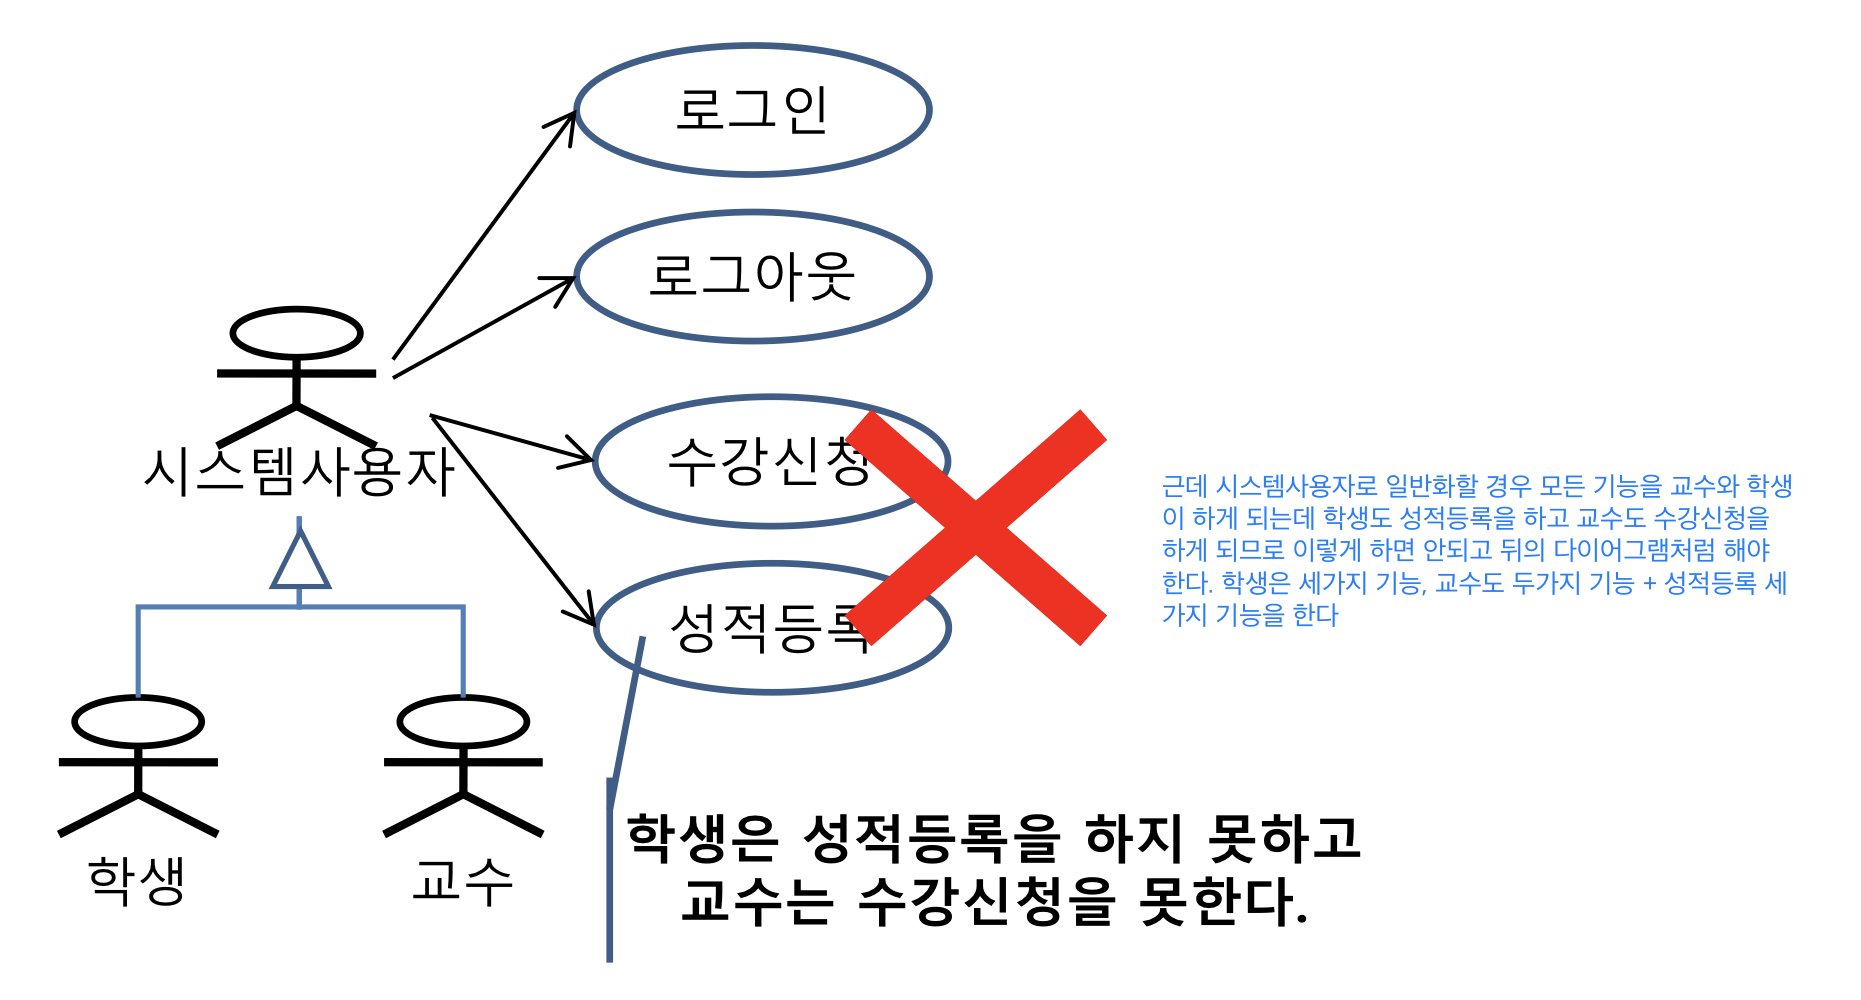 로그인
로그아웃
시스템사용자
수강신청
성적등록
근데 시스템사용자로 일반화할 경우 모든 기능을 교수와 학생
이 하게 되는데 학생도 성적등록을 하고 교수도 수강신청을
하게 되므로 이렇게 하면 안되고 뒤의 다이어그램처럼 해야
한다. 학생은 세가지 기능, 교수도 두가지 기능 + 성적등록 세
가지 기능을 한다
학생
교수
학생은 성적등록을 하지 못하고
교수는 수강신청을 못한다.